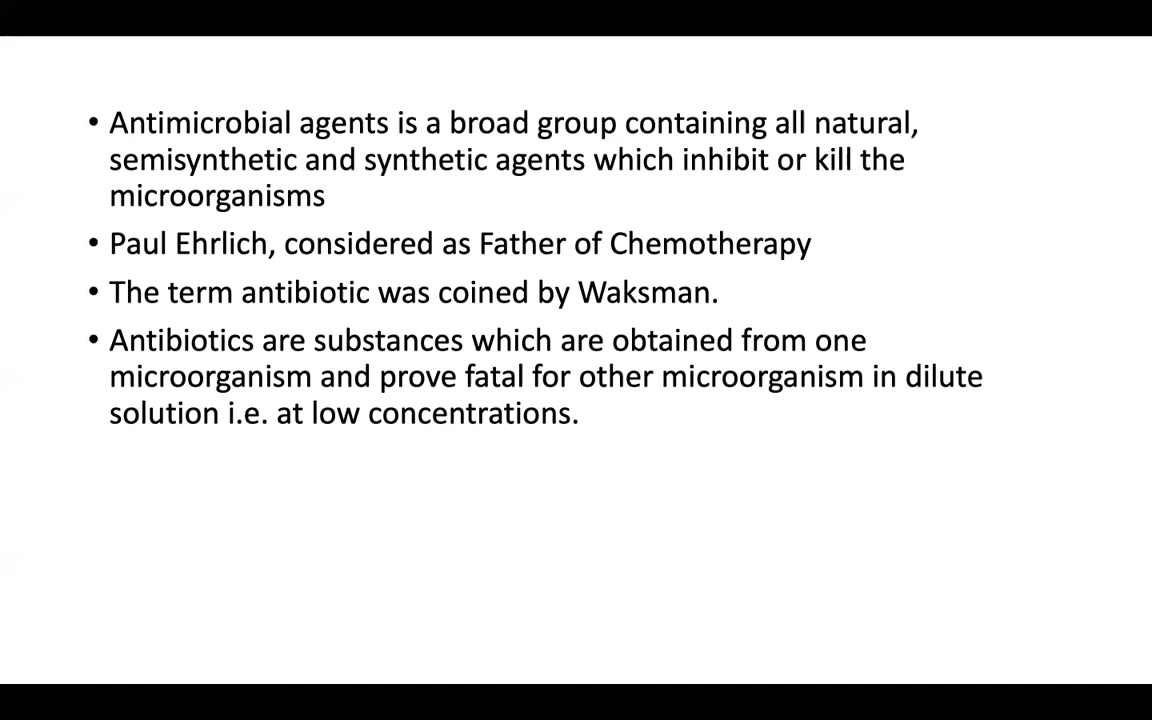 • Antimicrobial agents is a broad group containing all natural,
semisynthetic and synthetic agents which inhibit or kill the
microorganisms
• Paul Ehrlich, considered as Father of Chemotherapy
• The term antibiotic was coined by Waksman.
• Antibiotics are substances which are obtained from one
microorganism and prove fatal for other microorganism in dilute
solution i.e. at low concentrations.